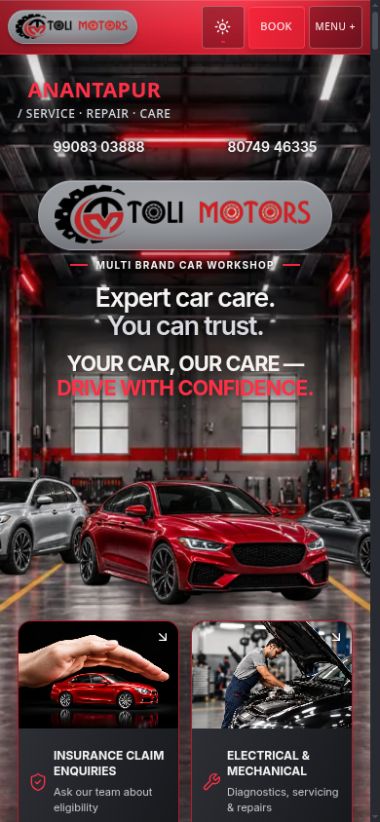 TOLI MOTORS
BOOK
MENU +
ANANTAPUR
/ SERVICE · REPAIR · CARE
99083 03888
80749 46335
TOLI MOTORS
MULTI BRAND CAR WORKSHOP
Expert car care.
You can trust.
YOUR CAR, OUR CARE —
DRIVE WITH CONFIDENCE.
INSURANCE CLAIM
ENQUIRIES
Ask our team about
eligibility
ELECTRICAL &
MECHANICAL
Diagnostics, servicing
& repairs